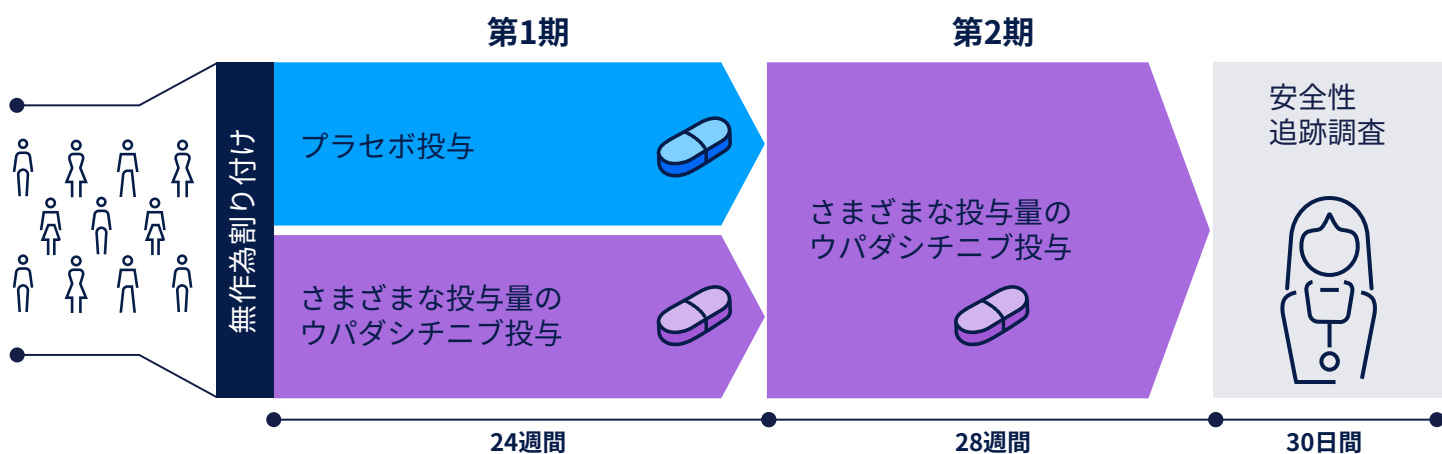 第1期
第2期
無作為割り付け
プラセボ投与
さまざまな投与量の
ウパダシチニブ投与
さまざまな投与量の
ウパダシチニブ投与
安全性
追跡調査
24週間
28週間
30日間